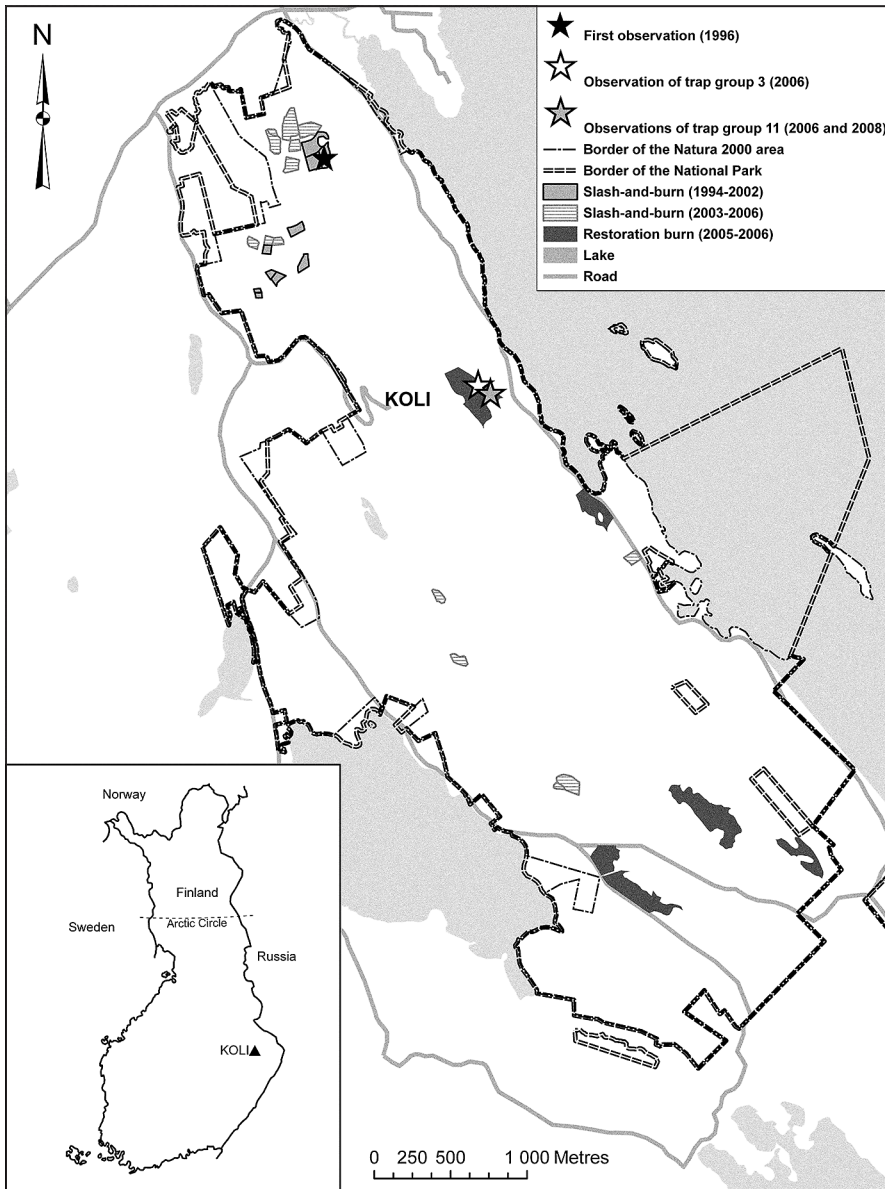 N
First observation (1996)
Observation of trap group 3 (2006)
Observations of trap group 11 (2006 and 2008)
Border of the Natura 2000 area
Border of the National Park
Slash-and-burn (1994-2002)
Slash-and-burn (2003-2006)
Restoration burn (2005-2006)
Lake
Road
KOLI
Norway
Finland
Sweden
Arctic Circle
Russia
KOLI
0 250 500 1 000 Metres